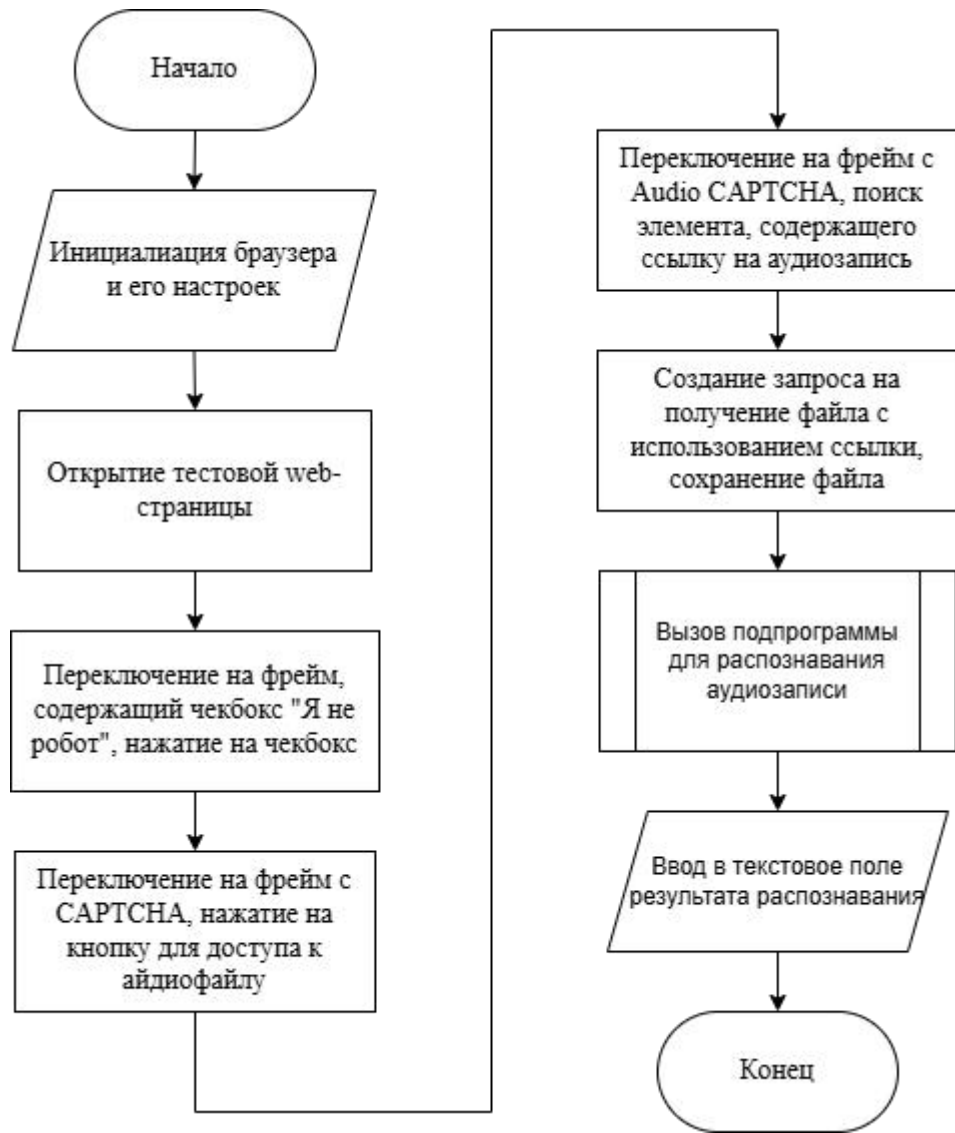 Начало
Инициалиация браузера
и его настроек
Открытие тестовой web-
страницы
Переключение на фрейм,
содержащий чекбокс "Я не
робот", нажатие на чекбокс
Переключение на фрейм с
CAPTCHA, нажатие на
кнопку для доступа к
айдиофайлу
Переключение на фрейм с
Audio CAPTCHA, поиск
элемента, содержащего
ссылку на аудиозапись
Создание запроса на
получение файла с
использованием ссылки,
сохранение файла
Вызов подпрограммы
для распознавания
аудиозаписи
Ввод в текстовое поле
результата распознавания
Конец